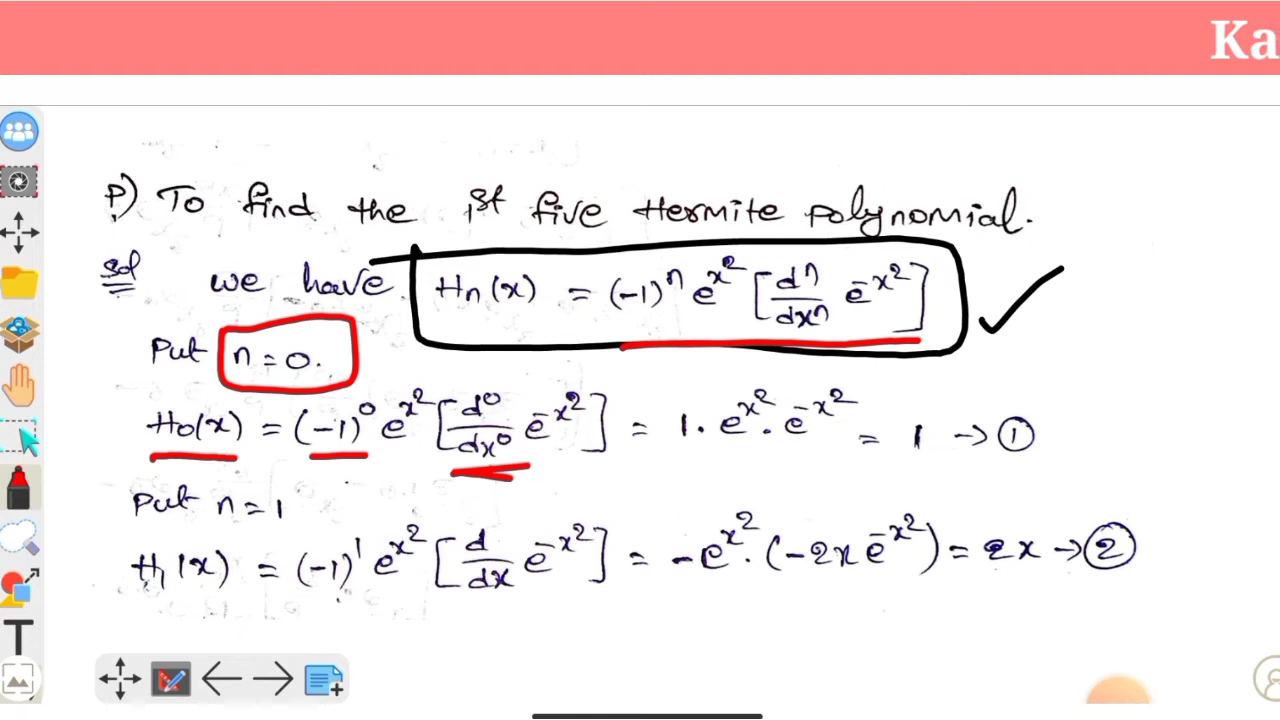 Ka
P) To find the 1st five Hermite polynomial.
Sol we have Hn(x) = (-1)^n e^x² [d^n/dx^n e^-x²]
Put n=0.
H0(x) = (-1)^0 e^x² [d^0/dx^0 e^-x²] = 1. e^x². e^-x² = 1 → ①
Put n=1
H1(x) = (-1)^1 e^x² [d/dx e^-x²] = -e^x². (-2x e^-x²) = 2x → ②
T